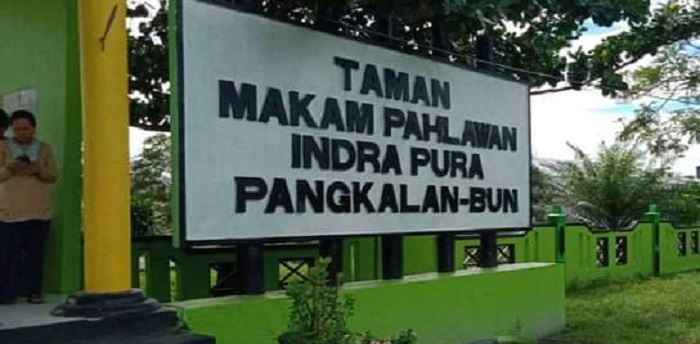 TAMAN
MAKAM PAHLAWAN
INDRA PURA
PANGKALAN-BUN